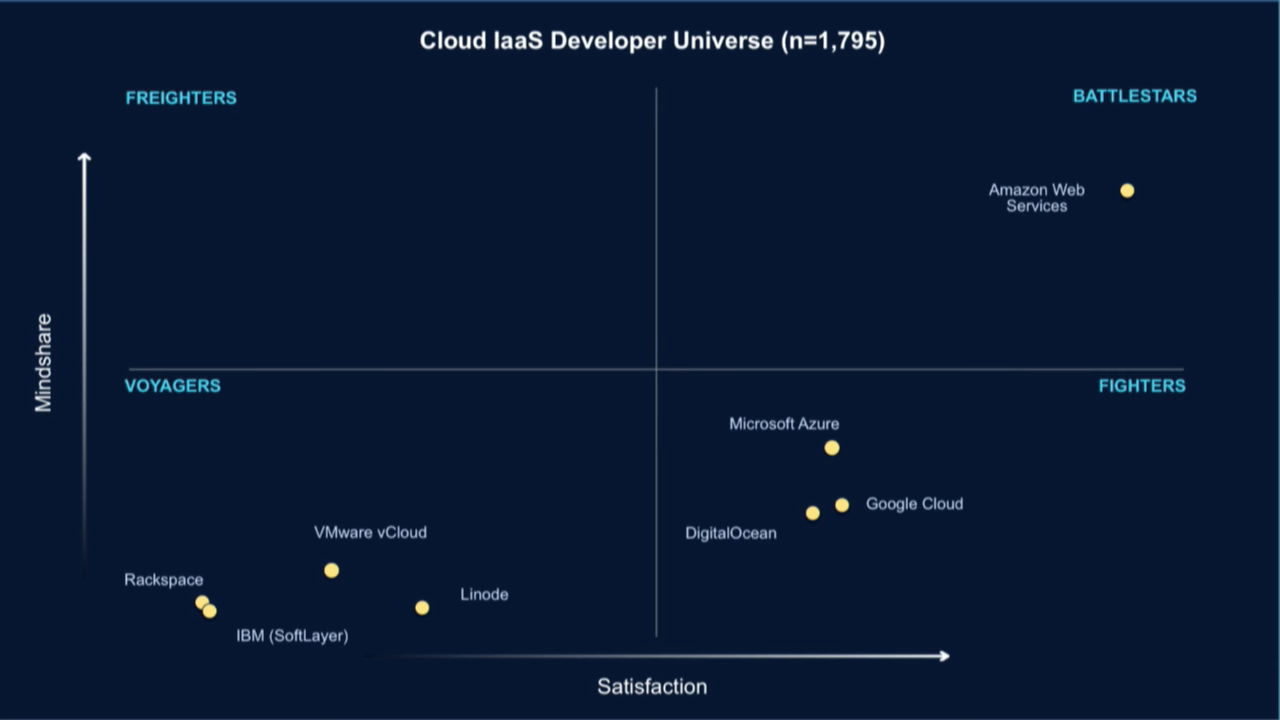 Cloud IaaS Developer Universe (n=1,795)
FREIGHTERS
BATTLESTARS
Amazon Web
Services
Mindshare
VOYAGERS
FIGHTERS
Microsoft Azure
Google Cloud
DigitalOcean
VMware vCloud
Rackspace
Linode
IBM (SoftLayer)
Satisfaction